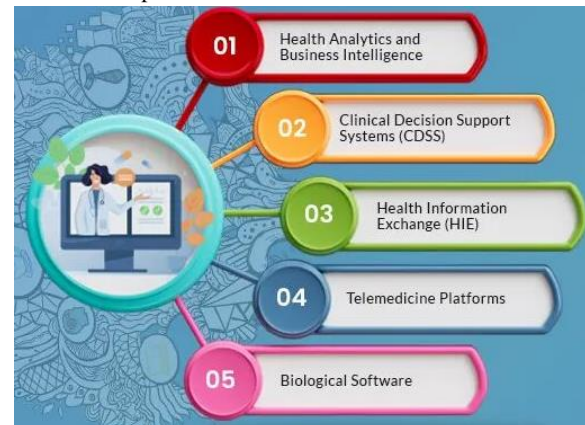 01
Health Analytics and
Business Intelligence
02
Clinical Decision Support
Systems (CDSS)
03
Health Information
Exchange (HIE)
04
Telemedicine Platforms
05
Biological Software